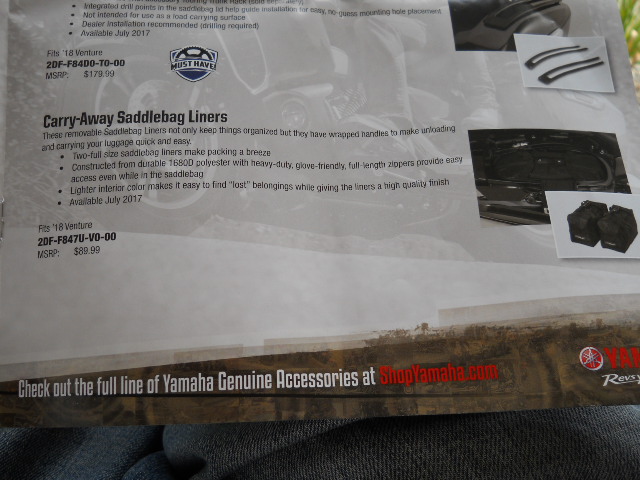 • Integrated drill points in the saddlebag lid help guide installation for easy, no guess mounting hole placement
• Not intended for use as a load carrying surface
• Dealer Installation recommended (drilling required)
• Available July 2017
Fits '18 Venture
2DF-F84D0-T0-00
MSRP: $179.99
MUST HAVE!
Carry-Away Saddlebag Liners
These removable Saddlebag Liners not only keep things organized but they have wrapped handles to make unloading
and carrying your luggage quick and easy.
• Two-full size saddlebag liners make packing a breeze
• Constructed from durable 1680D polyester with heavy-duty, glove-friendly, full-length zippers provide easy
access even while in the saddlebag
• Lighter interior color makes it easy to find "lost" belongings while giving the liners a high quality finish
• Available July 2017
Fits '18 Venture
2DF-F847U-V0-00
MSRP: $89.99
Check out the full line of Yamaha Genuine Accessories at ShopYamaha.com
YAM
Revs